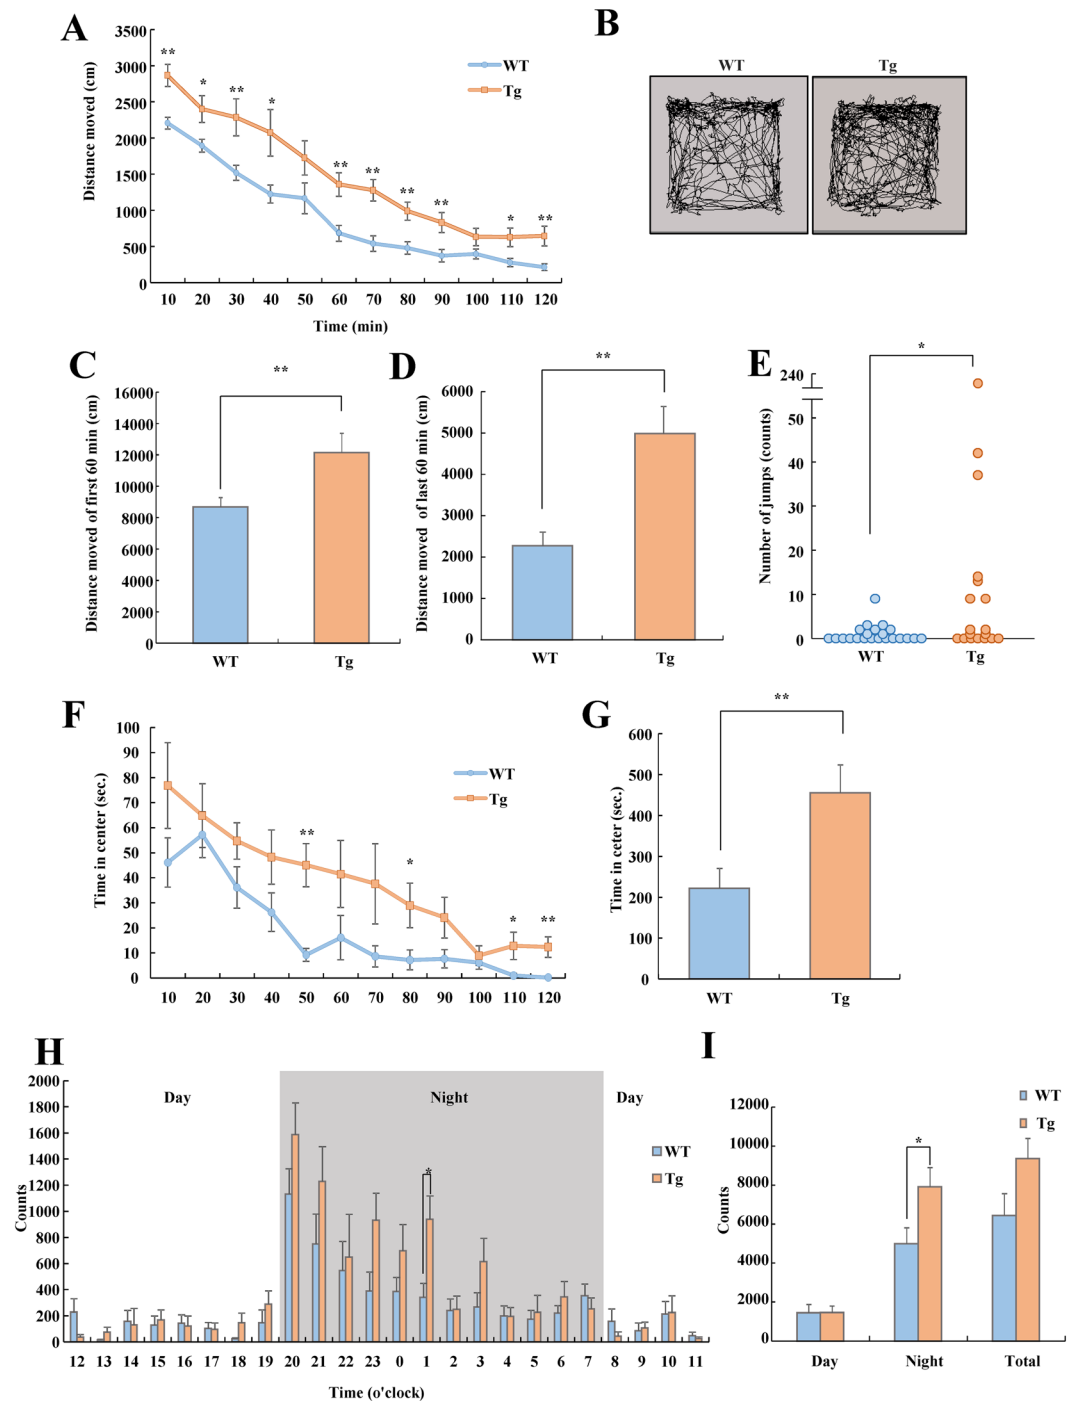 A
3500
3000
2500
2000
1500
1000
500
0
Distance moved (cm)
** * ** * ** ** ** ** * **
WT
Tg
10 20 30 40 50 60 70 80 90 100 110 120
Time (min)
B
WT Tg
C
16000
14000
12000
10000
8000
6000
4000
2000
0
Distance moved of first 60 min (cm)
**
WT Tg
D
6000
5000
4000
3000
2000
1000
0
Distance moved of last 60 min (cm)
**
WT Tg
E
240
50
40
30
20
10
0
Number of jumps (counts)
*
WT Tg
F
100
90
80
70
60
50
40
30
20
10
0
Time in center (sec.)
** * * **
WT
Tg
10 20 30 40 50 60 70 80 90 100 110 120
G
600
500
400
300
200
100
0
Time in ceter (sec.)
**
WT Tg
H
2000
1800
1600
1400
1200
1000
800
600
400
200
0
Counts
Day Night Day
*
WT
Tg
12 13 14 15 16 17 18 19 20 21 22 23 0 1 2 3 4 5 6 7 8 9 10 11
Time (o'clock)
I
12000
10000
8000
6000
4000
2000
0
Counts
*
WT
Tg
Day Night Total